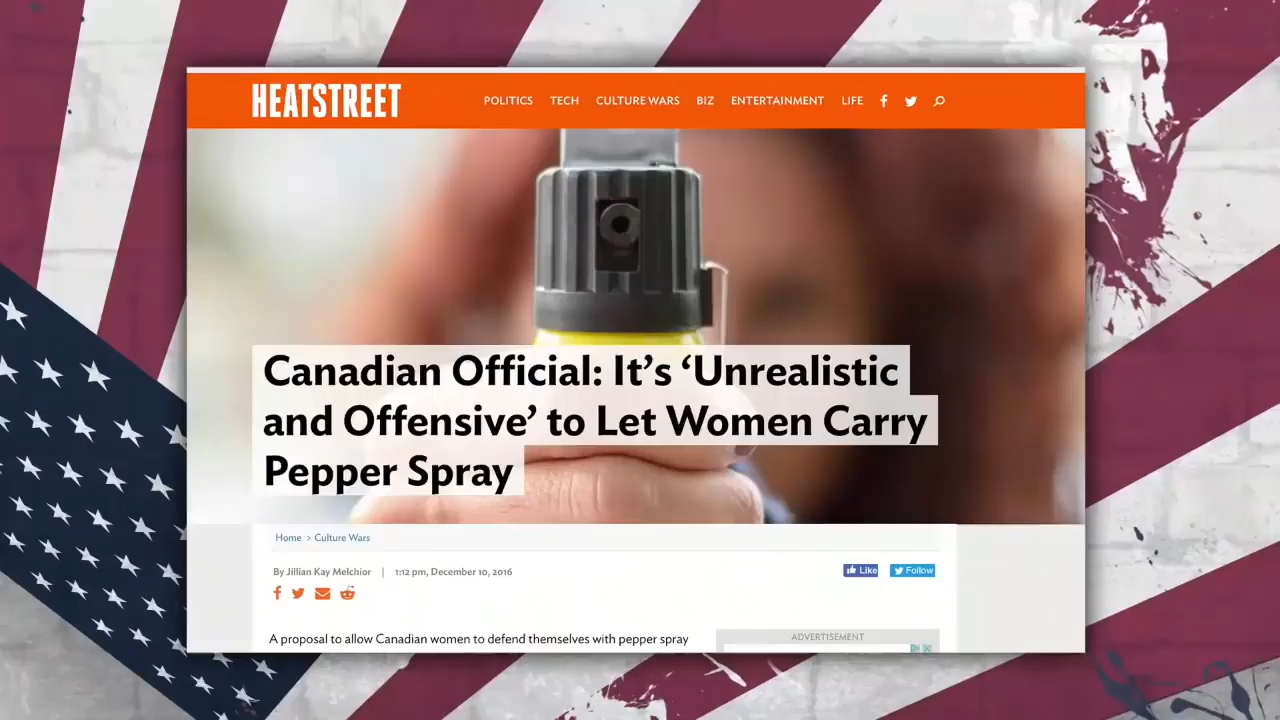 HEATSTREET
POLITICS TECH CULTURE WARS BIZ ENTERTAINMENT LIFE
Canadian Official: It's ‘Unrealistic
and Offensive’ to Let Women Carry
Pepper Spray
Home > Culture Wars
By Jillian Kay Melchior | 1:12 pm, December 10, 2016
Like Follow
A proposal to allow Canadian women to defend themselves with pepper spray
ADVERTISEMENT